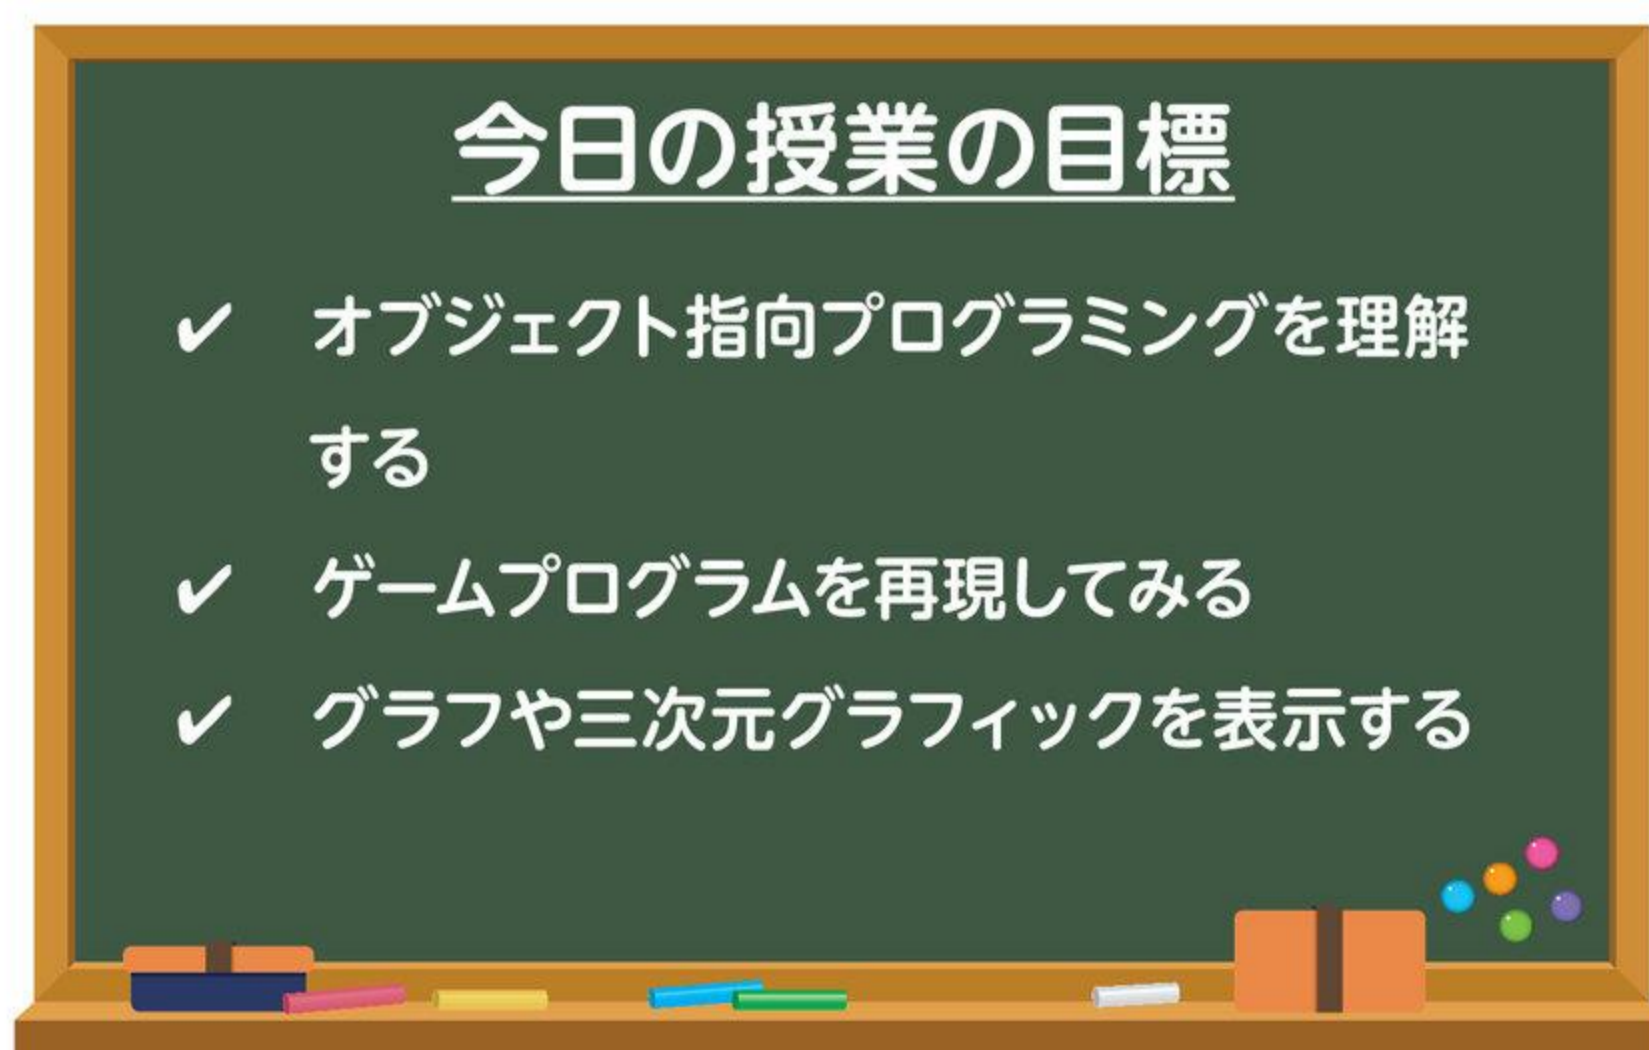 今日の授業の目標
✔ オブジェクト指向プログラミングを理解
する
✔ ゲームプログラムを再現してみる
✔ グラフや三次元グラフィックを表示する